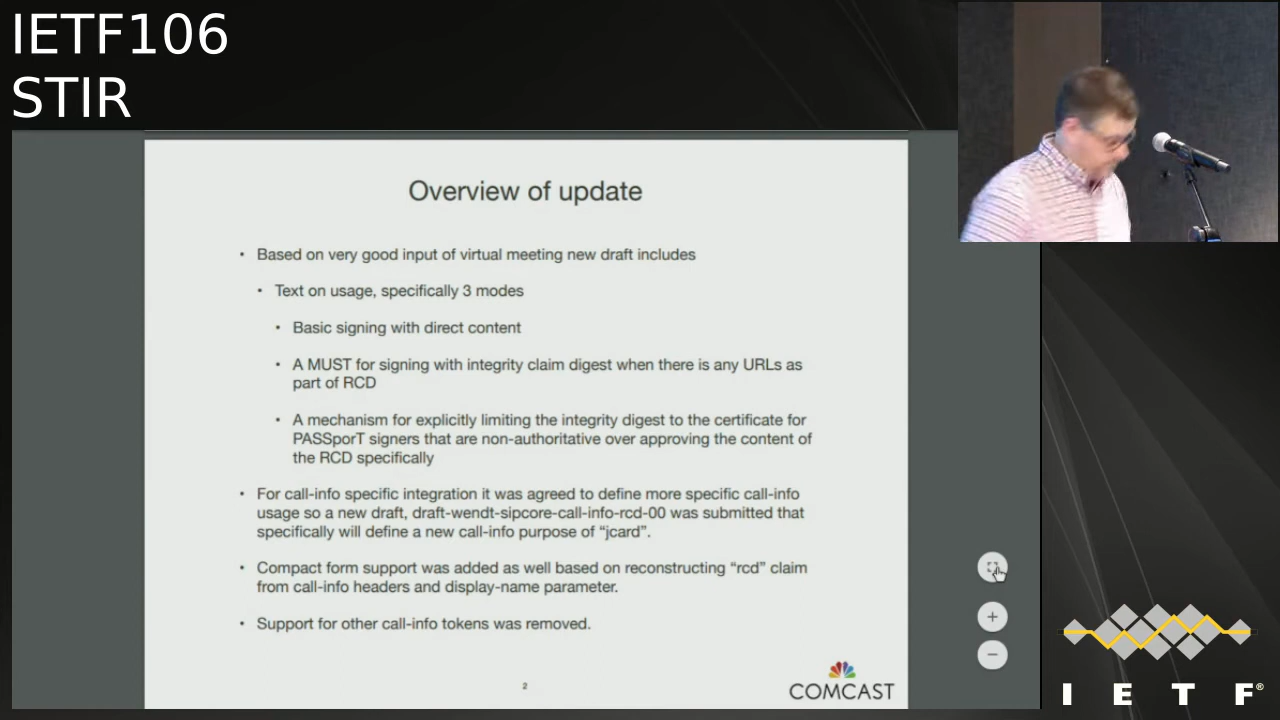 IETF106
STIR
Overview of update
• Based on very good input of virtual meeting new draft includes
• Text on usage, specifically 3 modes
• Basic signing with direct content
• A MUST for signing with integrity claim digest when there is any URLs as
part of RCD
• A mechanism for explicitly limiting the integrity digest to the certificate for
PASSporT signers that are non-authoritative over approving the content of
the RCD specifically
• For call-info specific integration it was agreed to define more specific call-info
usage so a new draft, draft-wendt-sipcore-call-info-rcd-00 was submitted that
specifically will define a new call-info purpose of “jcard”.
• Compact form support was added as well based on reconstructing “rcd” claim
from call-info headers and display-name parameter.
• Support for other call-info tokens was removed.
2
COMCAST
I E T F®